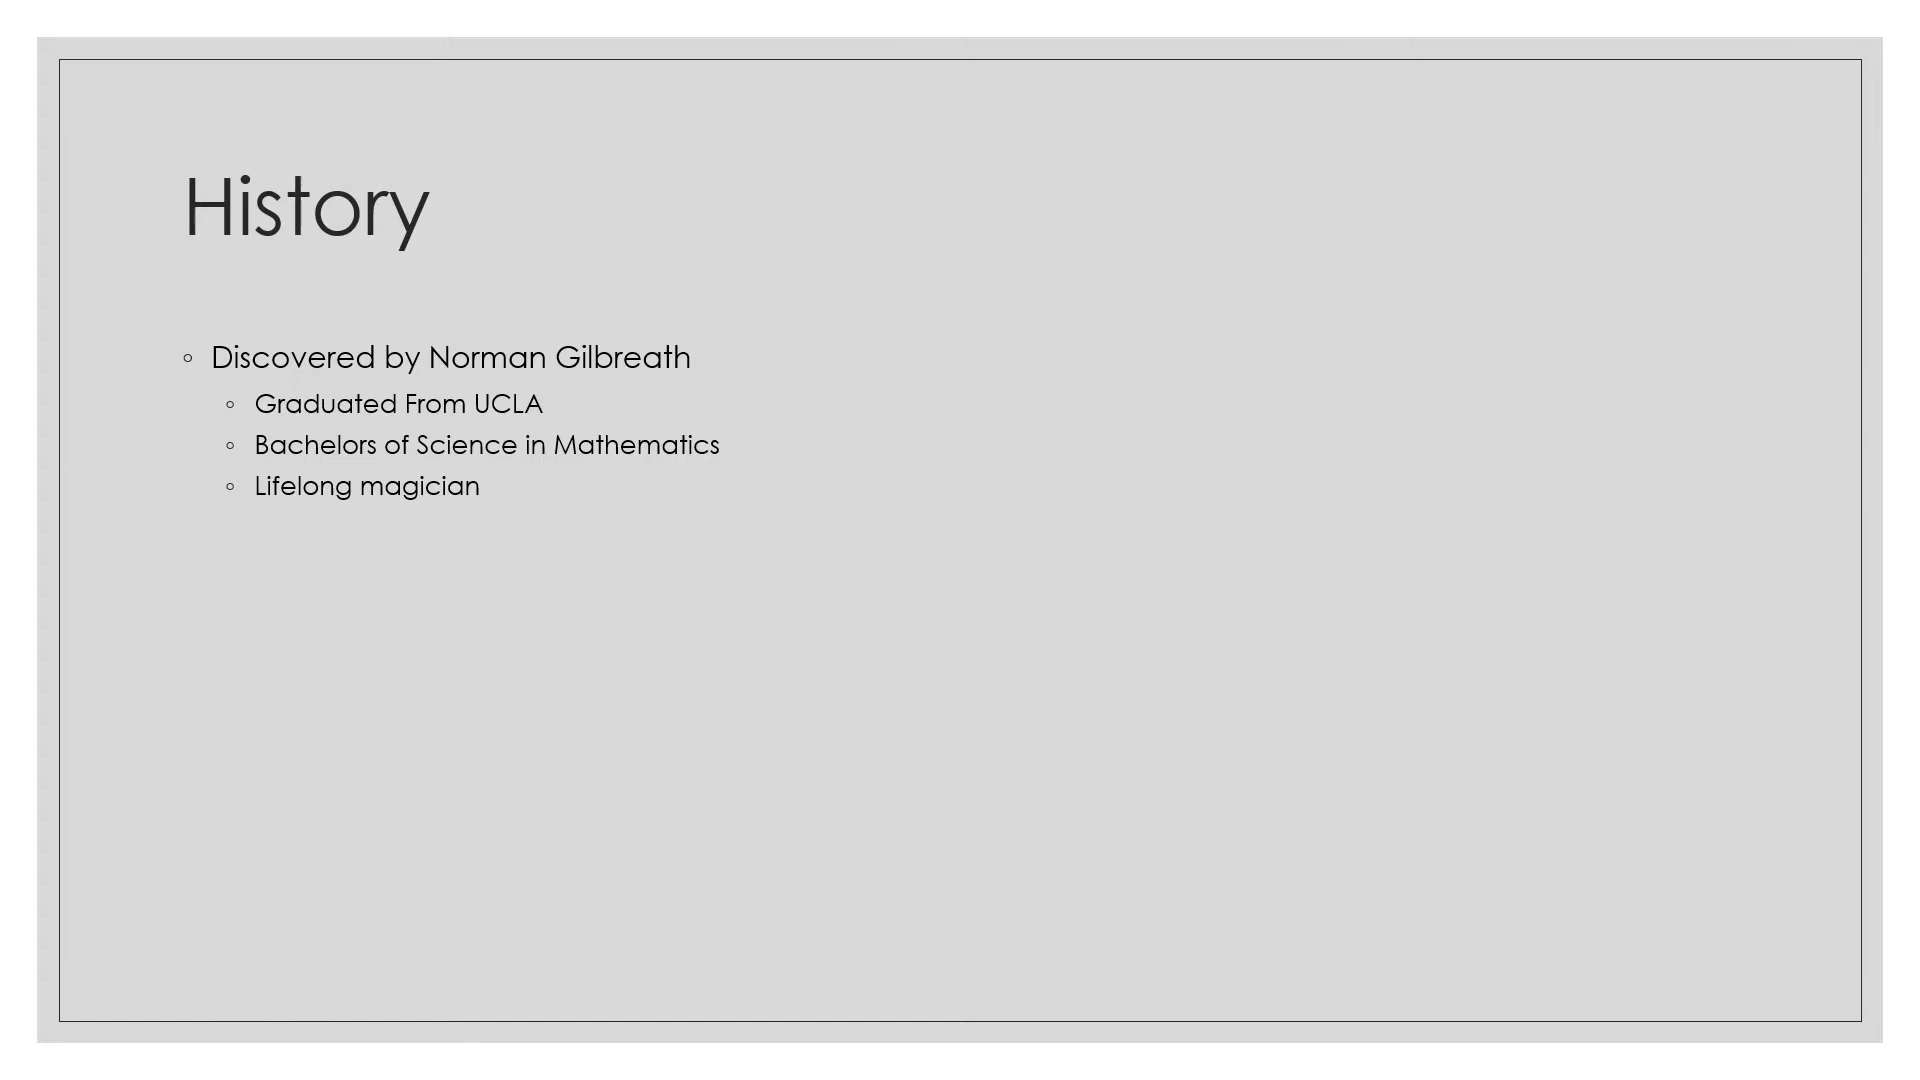 History
◦ Discovered by Norman Gilbreath
◦ Graduated From UCLA
◦ Bachelors of Science in Mathematics
◦ Lifelong magician